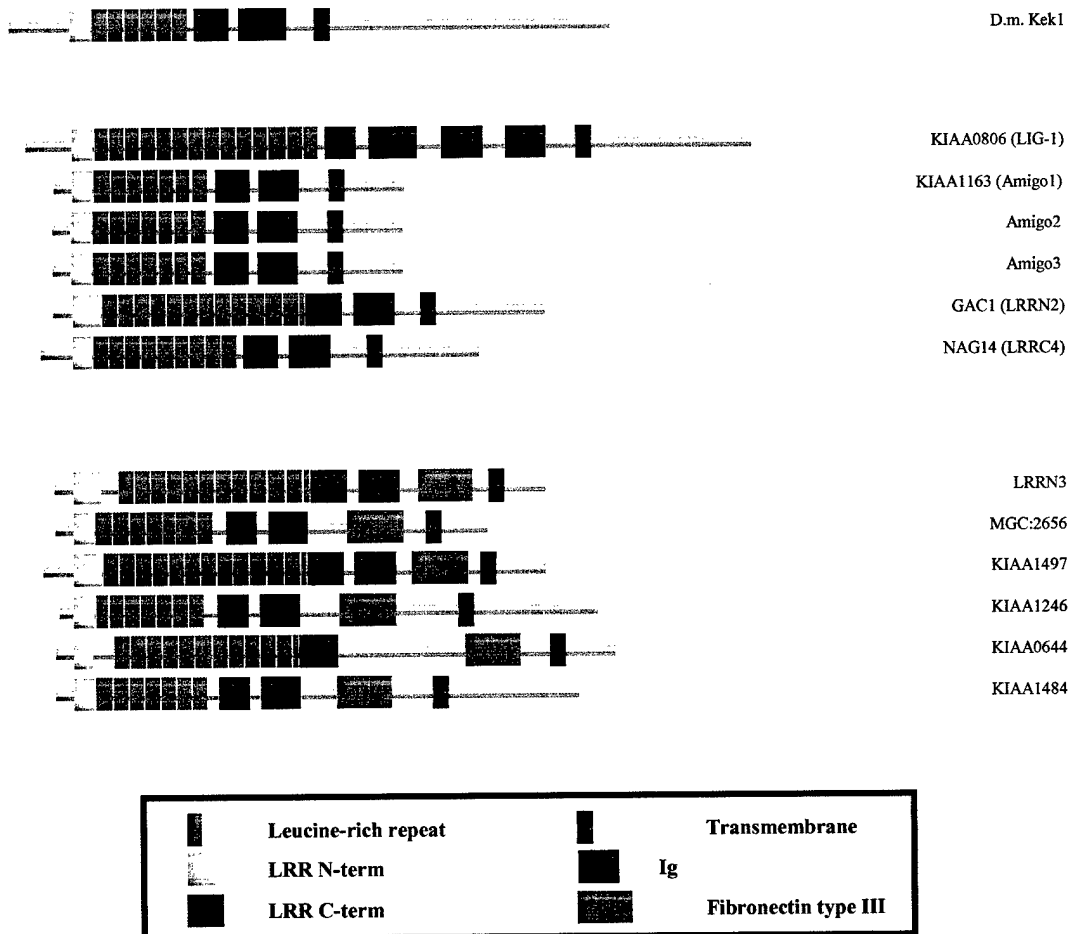 D.m. Kek1
KIAA0806 (LIG-1)
KIAA1163 (Amigo1)
Amigo2
Amigo3
GAC1 (LRRN2)
NAG14 (LRRC4)
LRRN3
MGC:2656
KIAA1497
KIAA1246
KIAA0644
KIAA1484
Leucine-rich repeat
Transmembrane
LRR N-term
Ig
LRR C-term
Fibronectin type III